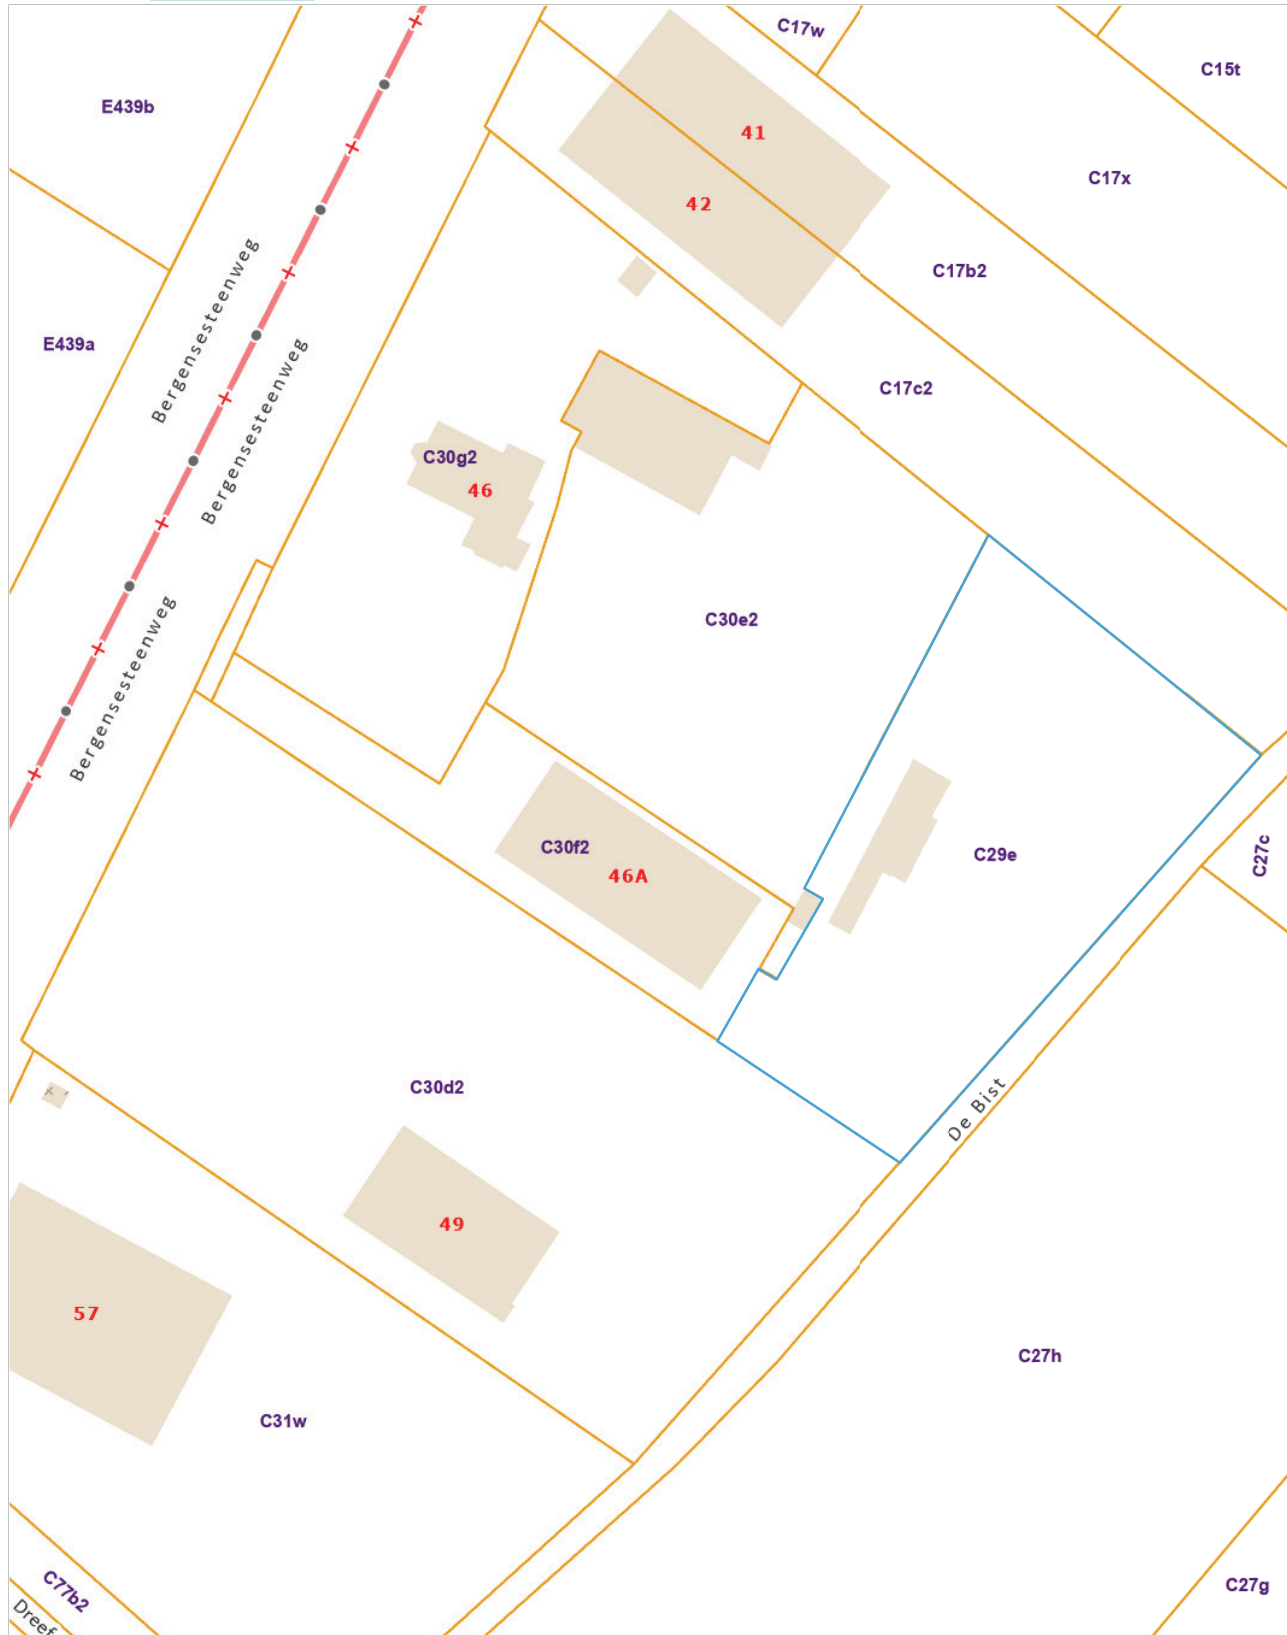 C17w
C15t
E439b
41
C17x
42
Bergensesteenweg
C17b2
E439a
Bergensesteenweg
C17c2
C30g2
46
C30e2
Bergensesteenweg
C30f2
46A
C29e
C27c
C30d2
De Bist
49
57
C27h
C31w
C77b2
C27g
Dreef